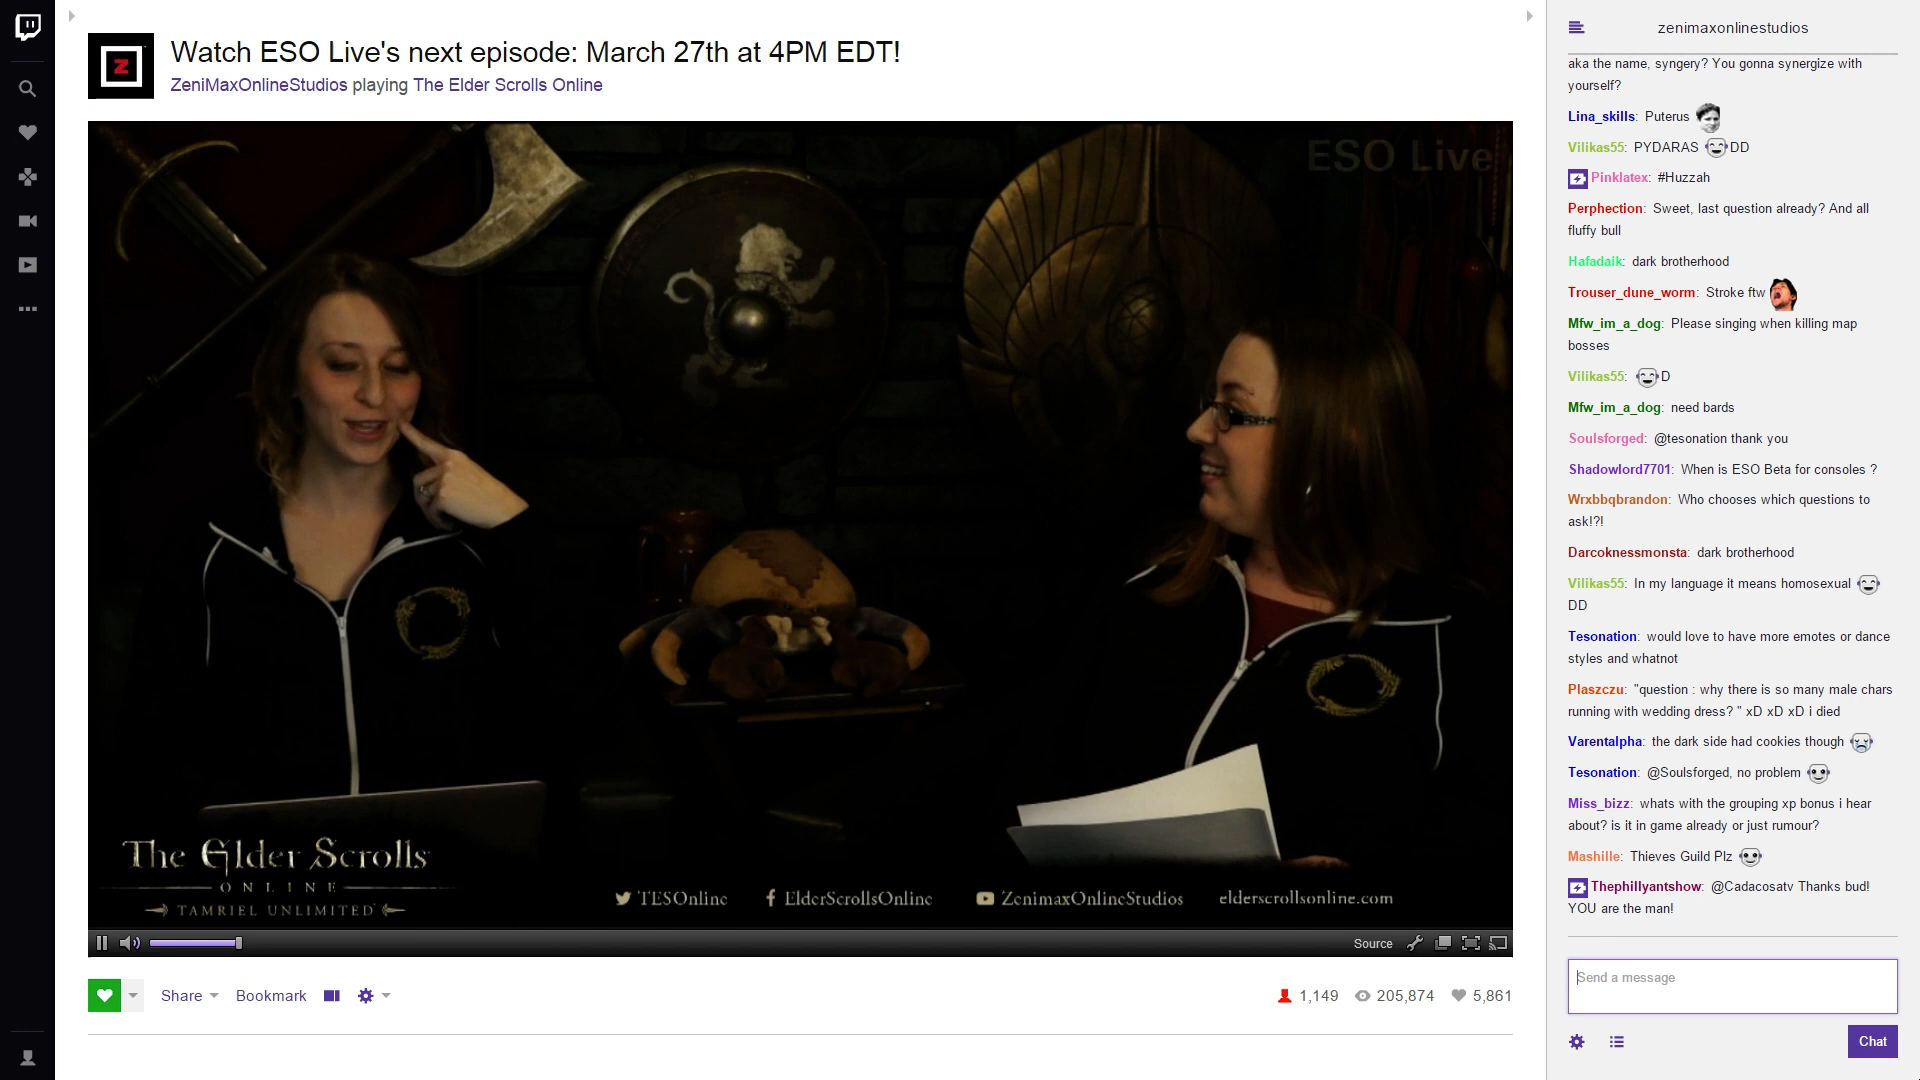 Watch ESO Live's next episode: March 27th at 4PM EDT!
ZeniMaxOnlineStudios playing The Elder Scrolls Online
ESO Live
The Elder Scrolls
ONLINE
TAMRIEL UNLIMITED
TESOnline
ElderScrollsOnline
ZenimaxOnlineStudios
elderscrollsonline.com
Source
Share
Bookmark
1,149
205,874
5,861
zenimaxonlinestudios
aka the name, syngery? You gonna synergize with
yourself?
Lina_skills: Puterus
Vilikas55: PYDARAS DD
Pinklatex: #Huzzah
Perphection: Sweet, last question already? And all
fluffy bull
Hafadaik: dark brotherhood
Trouser_dune_worm: Stroke ftw
Mfw_im_a_dog: Please singing when killing map
bosses
Vilikas55: D
Mfw_im_a_dog: need bards
Soulsforged: @tesonation thank you
Shadowlord7701: When is ESO Beta for consoles ?
Wrxbbqbrandon: Who chooses which questions to
ask!?!
Darcoknessmonsta: dark brotherhood
Vilikas55: In my language it means homosexual
DD
Tesonation: would love to have more emotes or dance
styles and whatnot
Plaszczu: "question : why there is so many male chars
running with wedding dress? " xD xD xD i died
Varentalpha: the dark side had cookies though
Tesonation: @Soulsforged, no problem
Miss_bizz: whats with the grouping xp bonus i hear
about? is it in game already or just rumour?
Mashille: Thieves Guild Plz
Thephillyantshow: @Cadacosatv Thanks bud!
YOU are the man!
Send a message
Chat